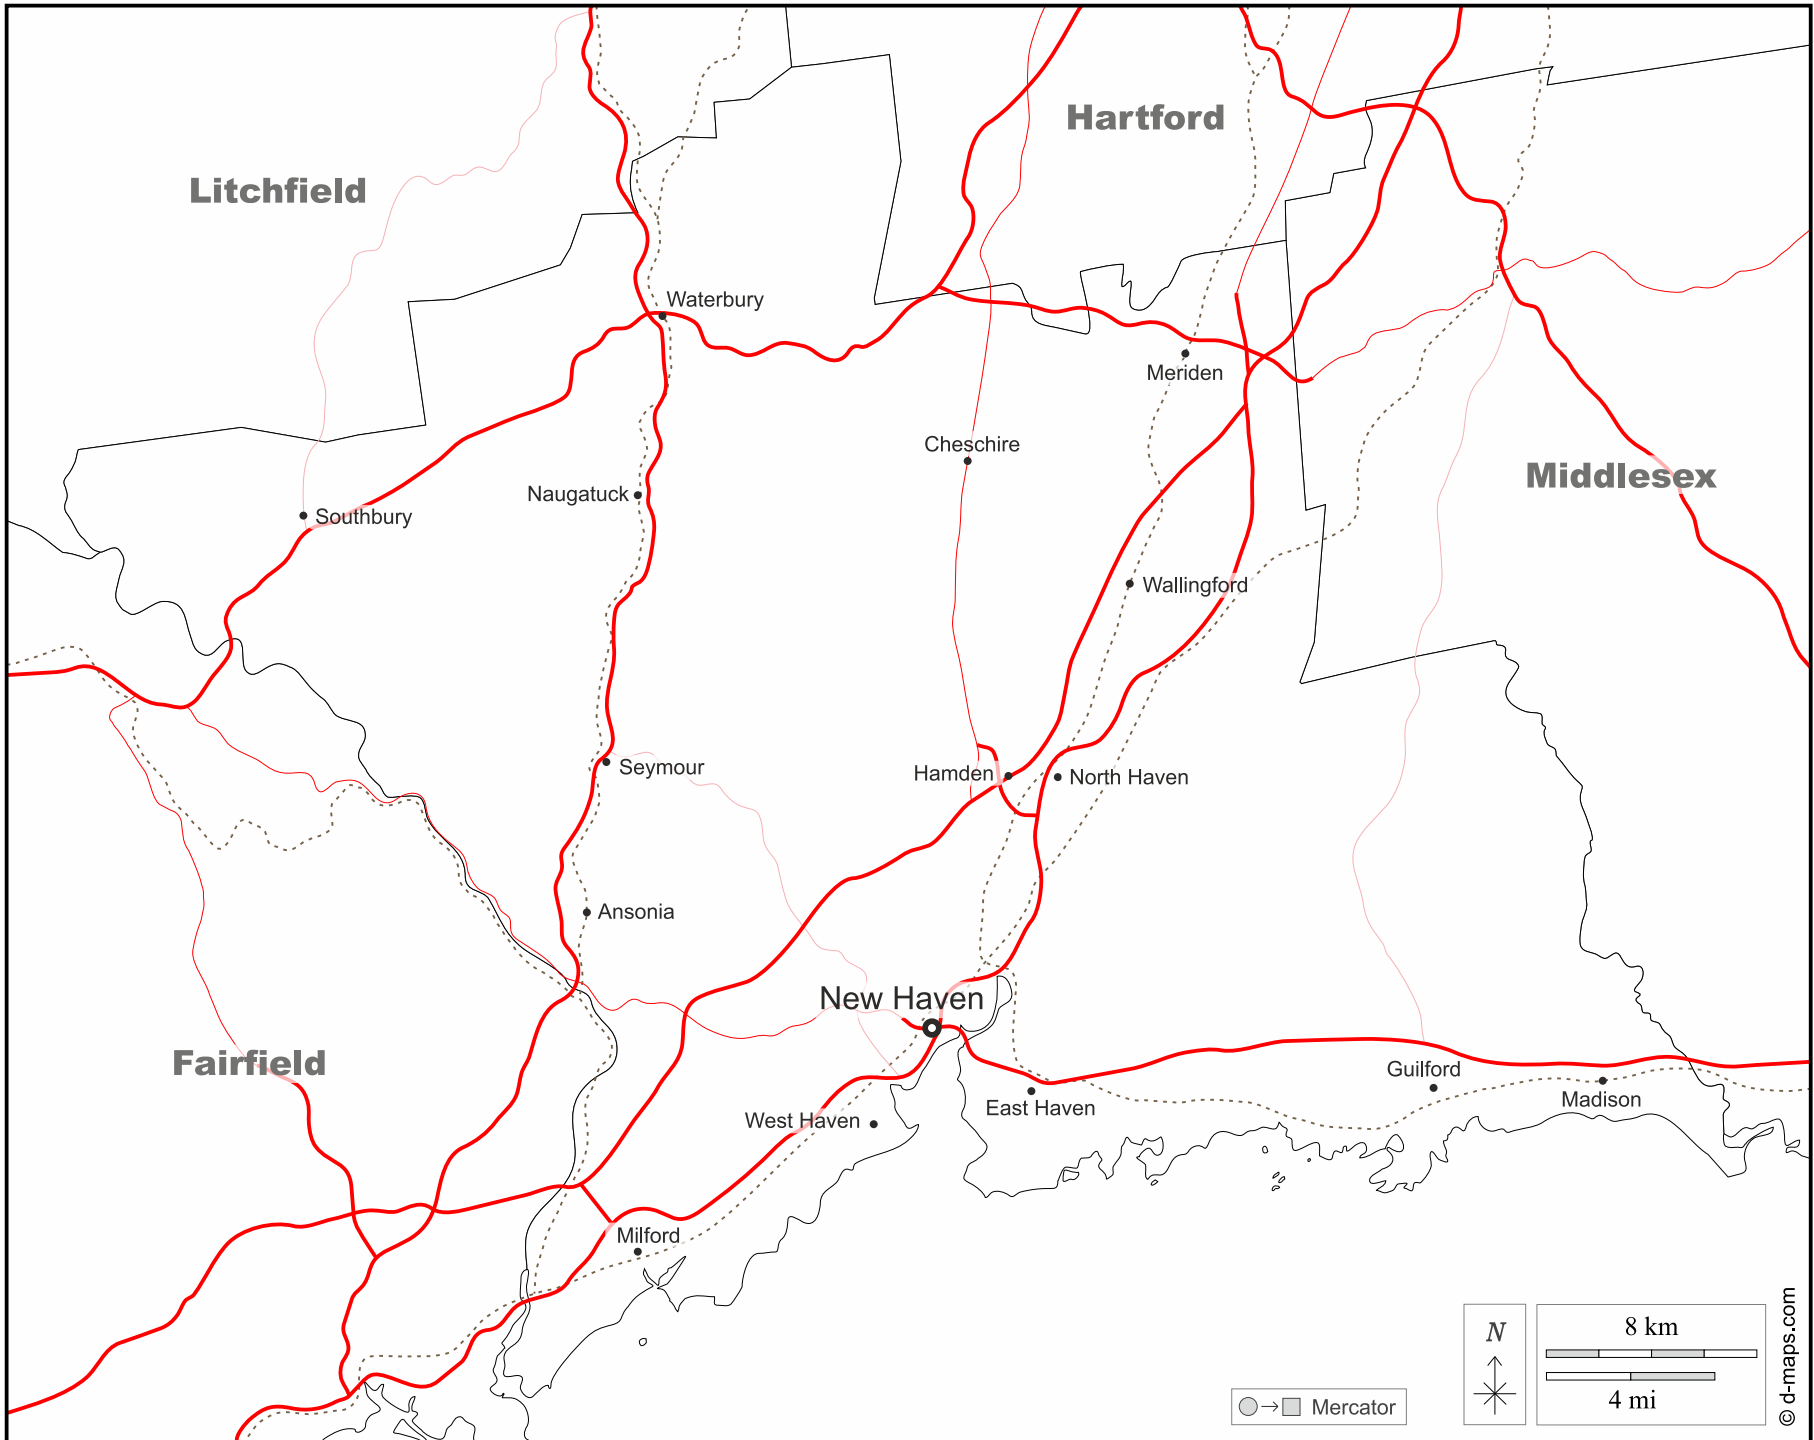 Hartford
Litchfield
Waterbury
Meriden
Cheschire
Middlesex
Naugatuck
Southbury
Wallingford
Seymour
Hamden
North Haven
Ansonia
New Haven
Fairfield
Guilford
Madison
East Haven
West Haven
Milford
N
8 km
4 mi
Mercator
© d-maps.com